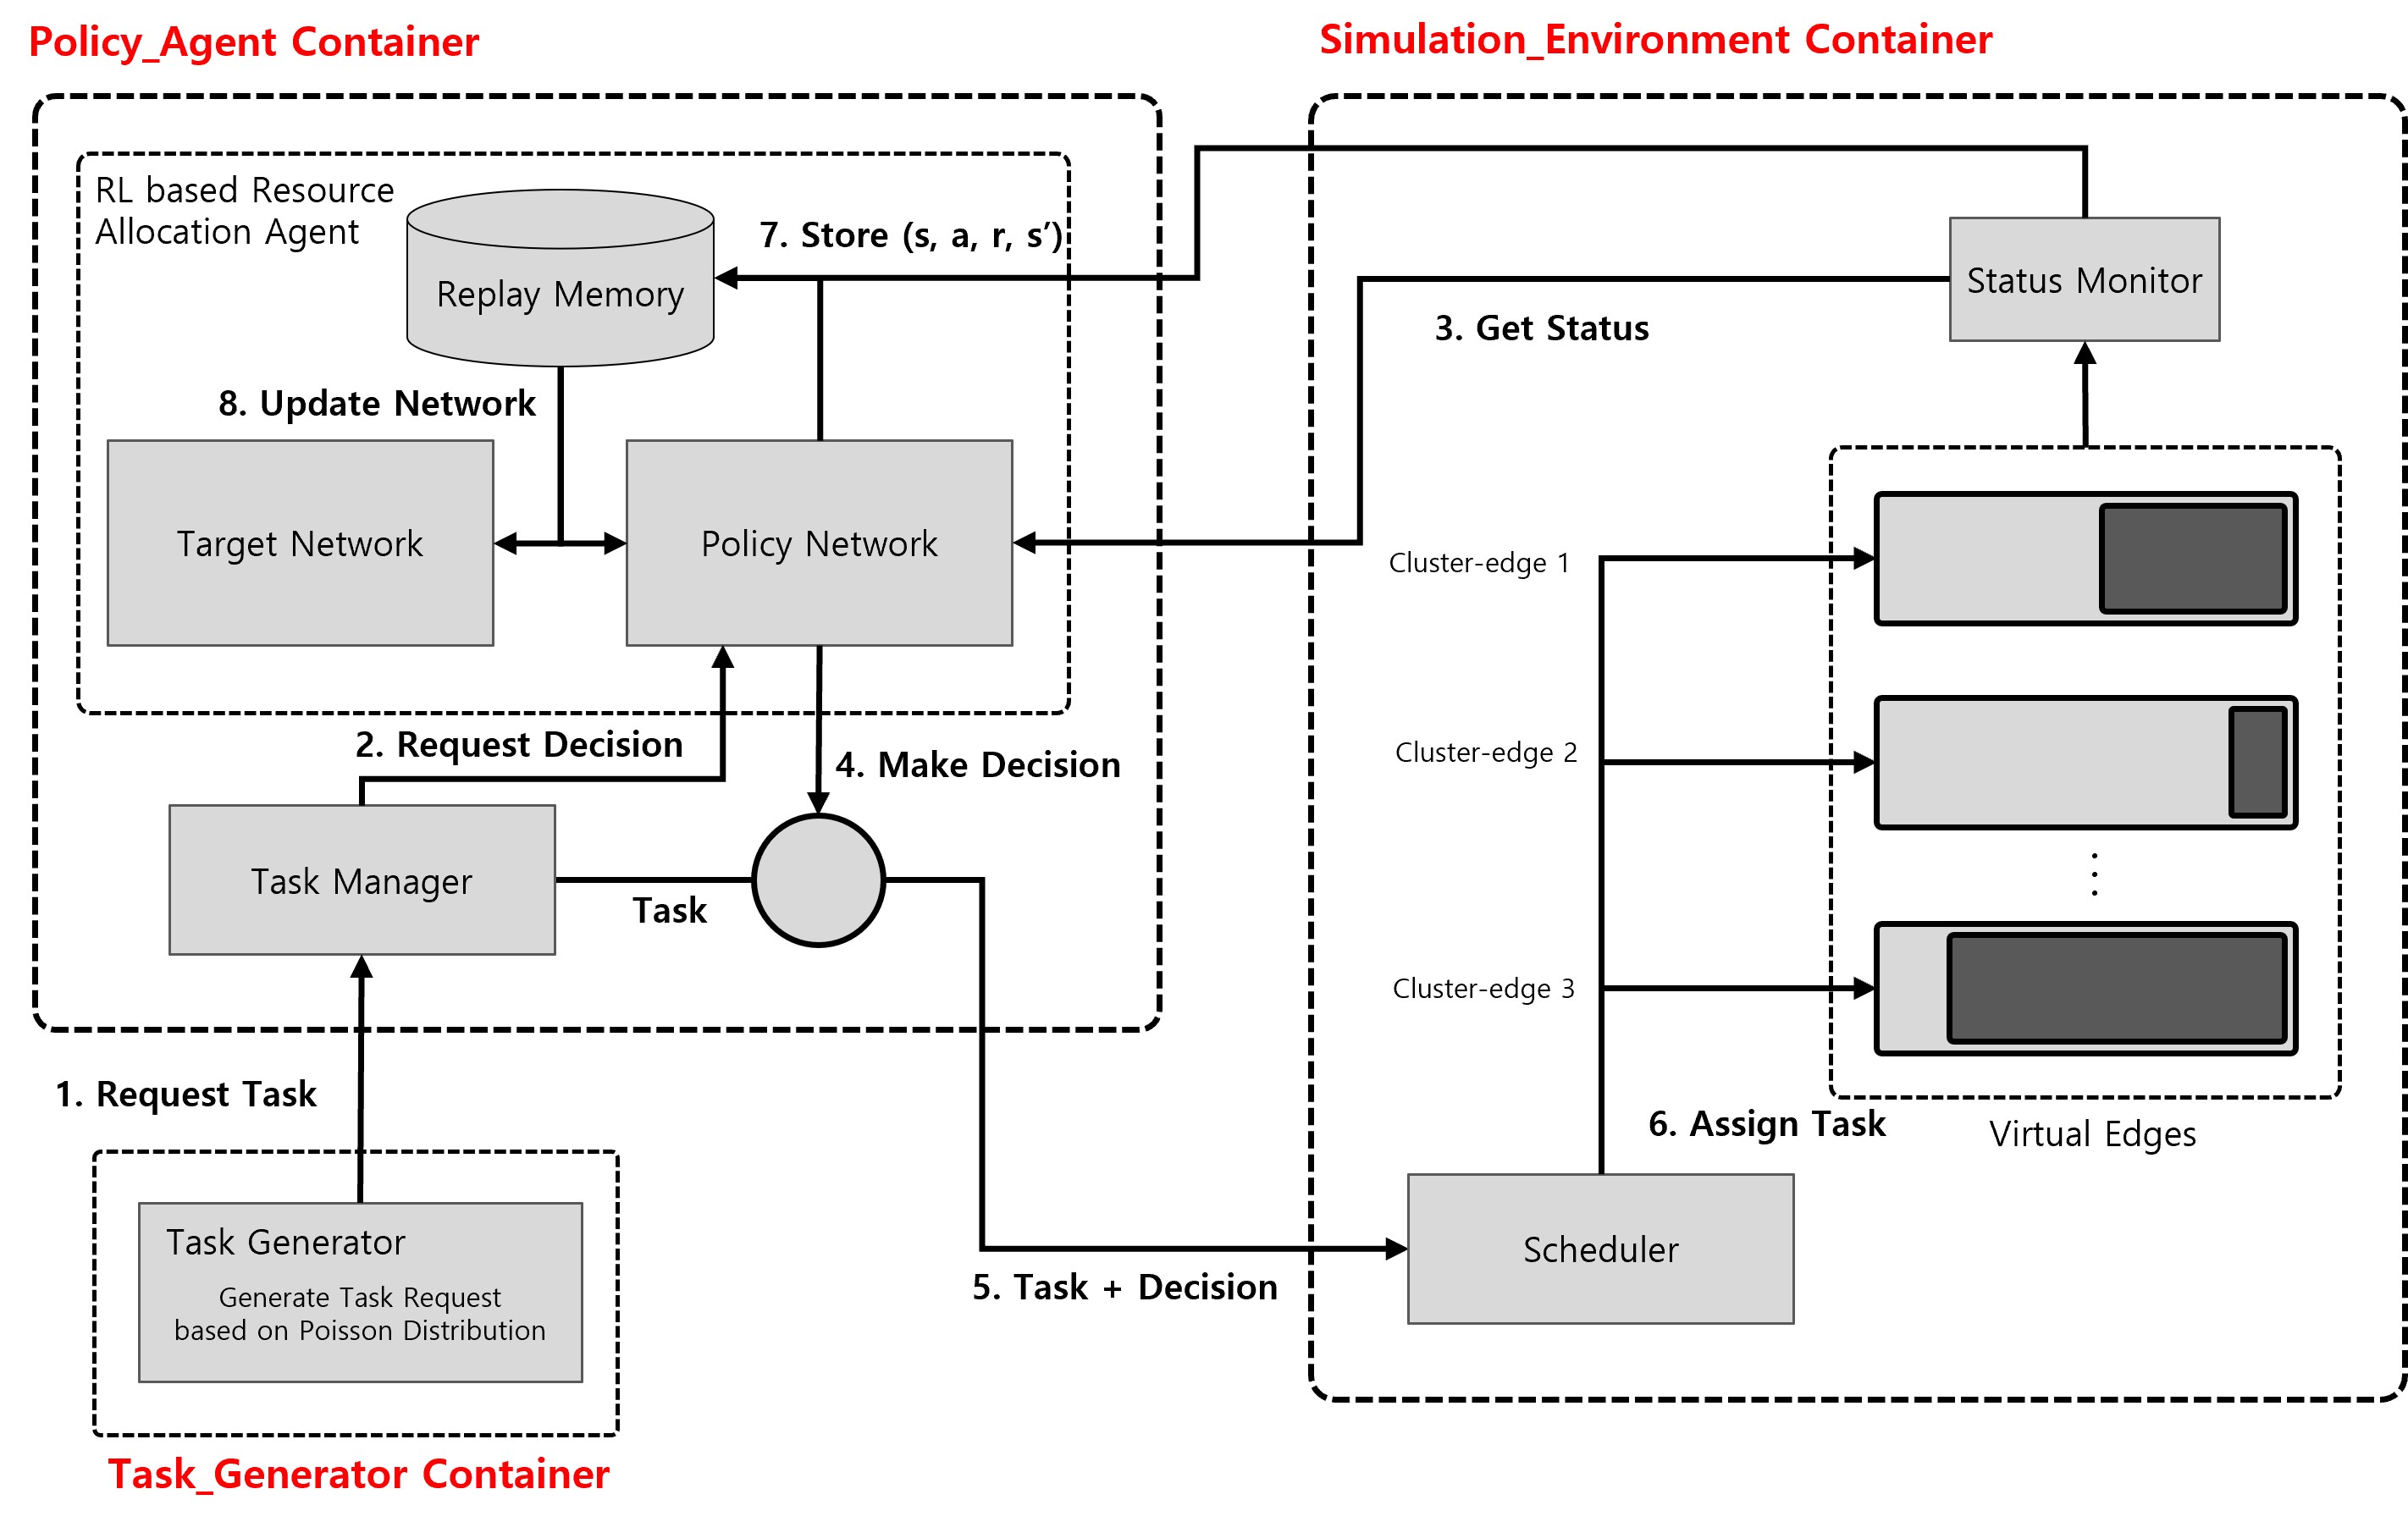 Policy_Agent Container
Simulation_Environment Container
RL based Resource
Allocation Agent
7. Store (s, a, r, s’)
Replay Memory
Status Monitor
3. Get Status
8. Update Network
Target Network
Policy Network
Cluster-edge 1
2. Request Decision
4. Make Decision
Cluster-edge 2
Task Manager
Task
Cluster-edge 3
1. Request Task
6. Assign Task
Virtual Edges
Task Generator
Generate Task Request
based on Poisson Distribution
5. Task + Decision
Scheduler
Task_Generator Container